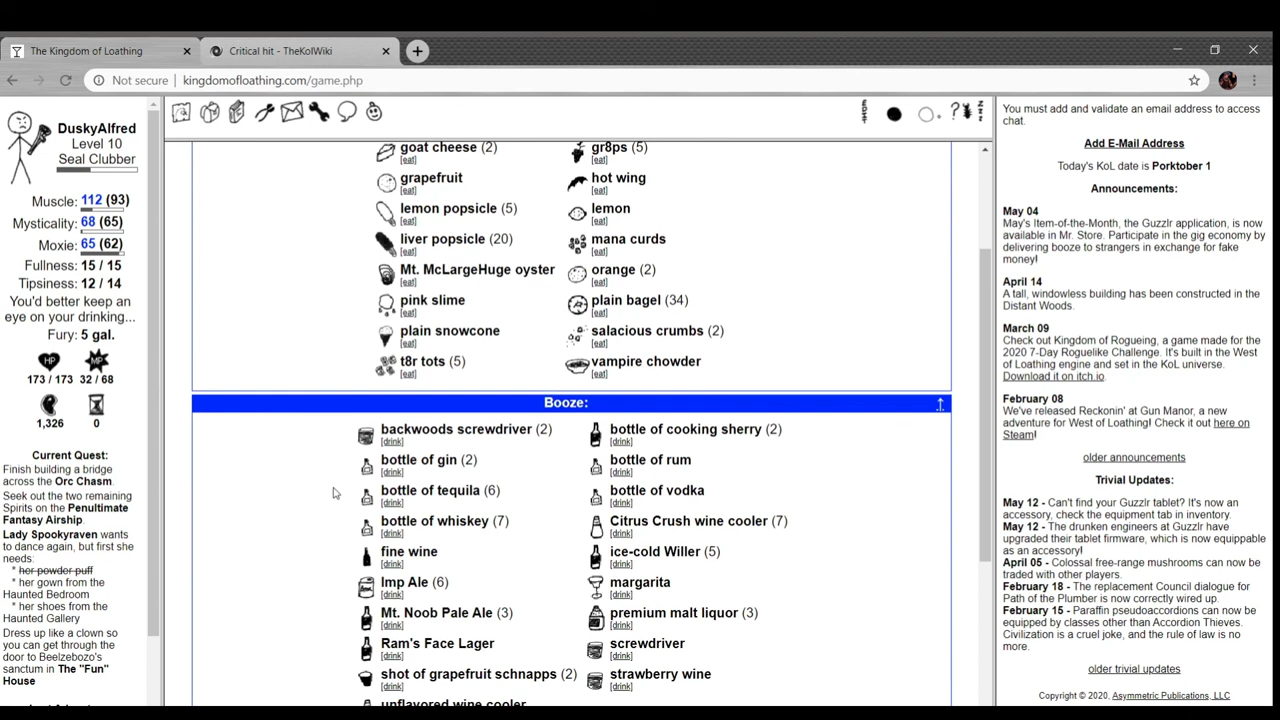 The Kingdom of Loathing
Critical hit - TheKolWiki
Not secure | kingdomofloathing.com/game.php
DuskyAlfred
Level 10
Seal Clubber
Muscle: 112 (93)
Mysticality: 68 (65)
Moxie: 65 (62)
Fullness: 15 / 15
Tipsiness: 12 / 14
You'd better keep an
eye on your drinking...
Fury: 5 gal.
HP MP
173 / 173 32 / 68
1,326 0
Current Quest:
Finish building a bridge
across the Orc Chasm.
Seek out the two remaining
Spirits on the Penultimate
Fantasy Airship.
Lady Spookyraven wants
to dance again, but first she
needs:
* her powder puff
* her gown from the
Haunted Bedroom
* her shoes from the
Haunted Gallery
Dress up like a clown so
you can get through the
door to Beelzebozo's
sanctum in The "Fun"
House
goat cheese (2) gr8ps (5)
[eat] [eat]
grapefruit hot wing
[eat] [eat]
lemon popsicle (5) lemon
[eat] [eat]
liver popsicle (20) mana curds
[eat] [eat]
Mt. McLargeHuge oyster orange (2)
[eat] [eat]
pink slime plain bagel (34)
[eat] [eat]
plain snowcone salacious crumbs (2)
[eat] [eat]
t8r tots (5) vampire chowder
[eat] [eat]
Booze:
backwoods screwdriver (2) bottle of cooking sherry (2)
[drink] [drink]
bottle of gin (2) bottle of rum
[drink] [drink]
bottle of tequila (6) bottle of vodka
[drink] [drink]
bottle of whiskey (7) Citrus Crush wine cooler (7)
[drink] [drink]
fine wine ice-cold Willer (5)
[drink] [drink]
Imp Ale (6) margarita
[drink] [drink]
Mt. Noob Pale Ale (3) premium malt liquor (3)
[drink] [drink]
Ram's Face Lager screwdriver
[drink] [drink]
shot of grapefruit schnapps (2) strawberry wine
[drink] [drink]
unflavored wine cooler
You must add and validate an email address to access
chat.
Add E-Mail Address
Today's KoL date is Porktober 1
Announcements:
May 04
May's Item-of-the-Month, the Guzzlr application, is now
available in Mr. Store. Participate in the gig economy by
delivering booze to strangers in exchange for fake
money!
April 14
A tall, windowless building has been constructed in the
Distant Woods.
March 09
Check out Kingdom of Rogueing, a game made for the
2020 7-Day Roguelike Challenge. It's built in the West
of Loathing engine and set in the KoL universe.
Download it on itch.io.
February 08
We've released Reckonin' at Gun Manor, a new
adventure for West of Loathing! Check it out here on
Steam!
older announcements
Trivial Updates:
May 12 - Can't find your Guzzlr tablet? It's now an
accessory, check the equipment tab in inventory.
May 12 - The drunken engineers at Guzzlr have
upgraded their tablet firmware, which is now equippable
as an accessory!
April 05 - Colossal free-range mushrooms can now be
traded with other players.
February 18 - The replacement Council dialogue for
Path of the Plumber is now correctly wired up.
February 15 - Paraffin pseudoaccordions can now be
equipped by classes other than Accordion Thieves.
Civilization is a cruel joke, and the rule of law is no
more.
older trivial updates
Copyright © 2020, Asymmetric Publications, LLC